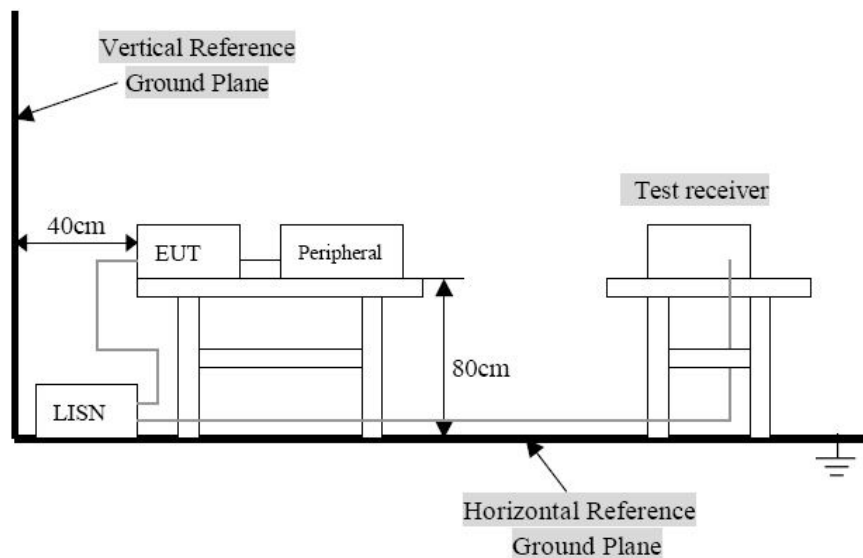 Vertical Reference
Ground Plane
Test receiver
40cm
EUT
Peripheral
80cm
LISN
Horizontal Reference
Ground Plane